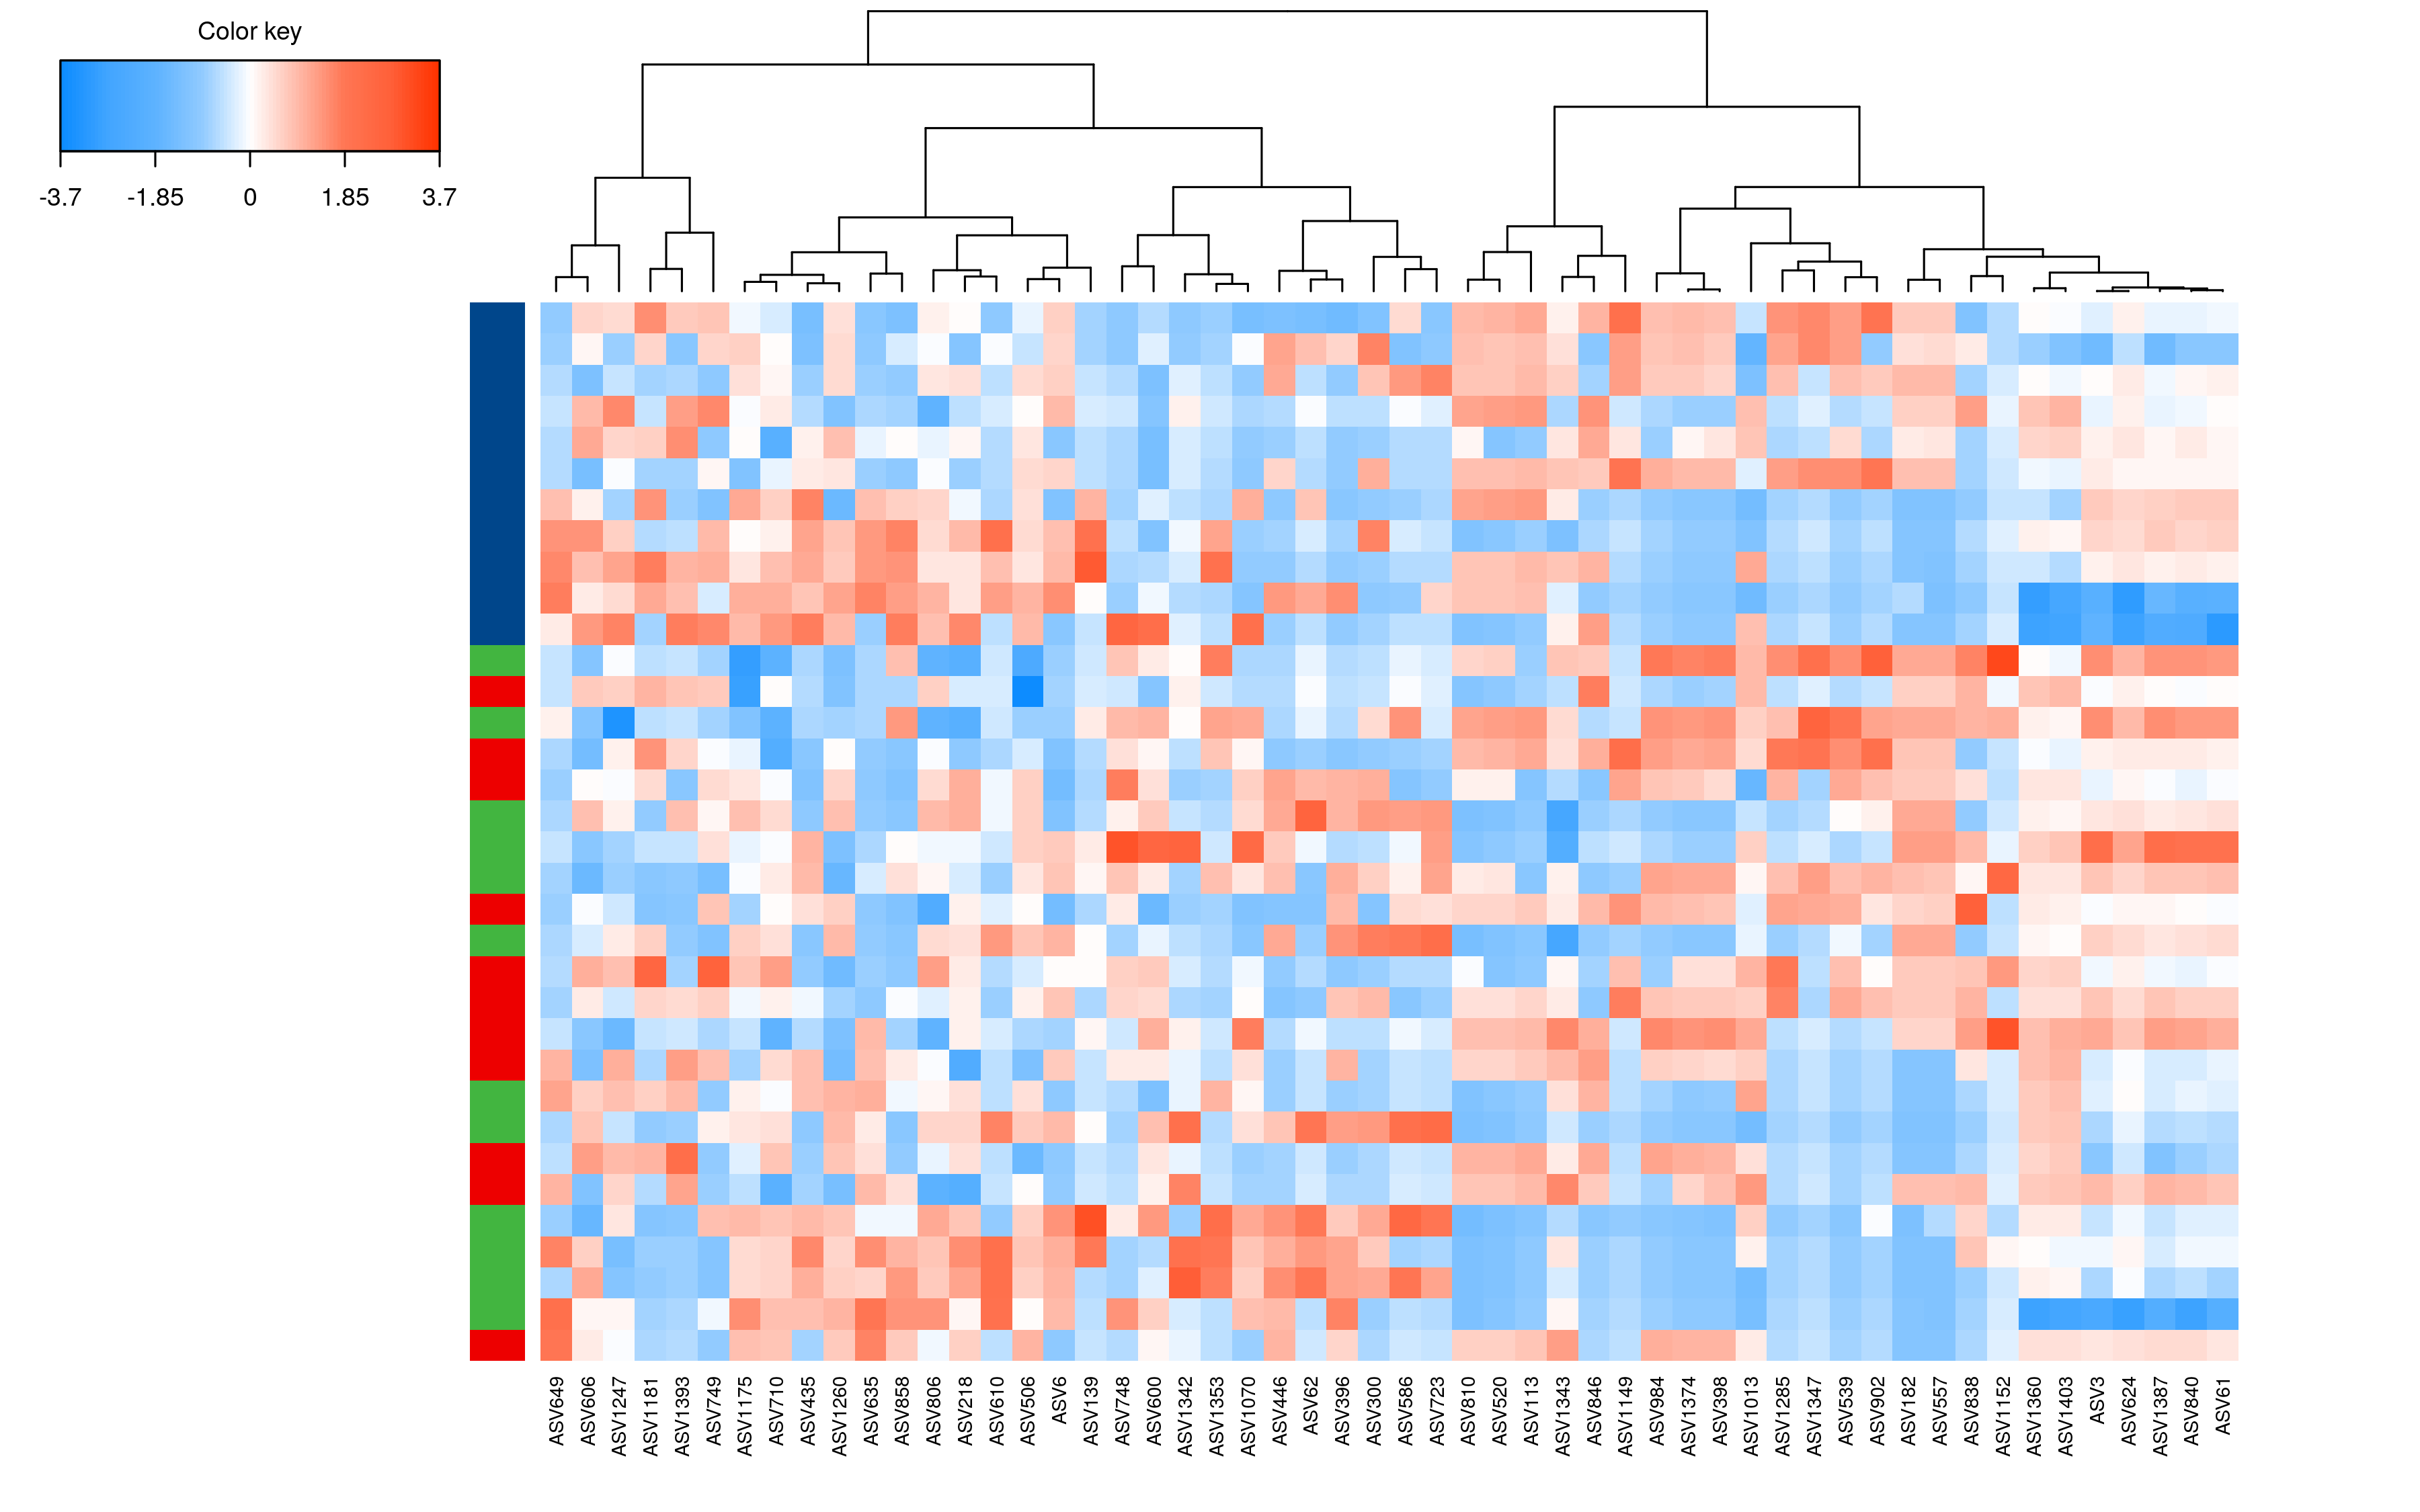 Color key
-3.7 -1.85 0 1.85 3.7
ASV649 ASV606 ASV1247 ASV1181 ASV1393 ASV749 ASV1175 ASV710 ASV435 ASV1260 ASV635 ASV858 ASV806 ASV218 ASV610 ASV506 ASV6 ASV139 ASV748 ASV600 ASV1342 ASV1353 ASV1070 ASV446 ASV62 ASV396 ASV300 ASV586 ASV723 ASV810 ASV520 ASV113 ASV1343 ASV846 ASV1149 ASV984 ASV1374 ASV398 ASV1013 ASV1285 ASV1347 ASV539 ASV902 ASV182 ASV557 ASV838 ASV1152 ASV1360 ASV1403 ASV3 ASV624 ASV1387 ASV840 ASV61